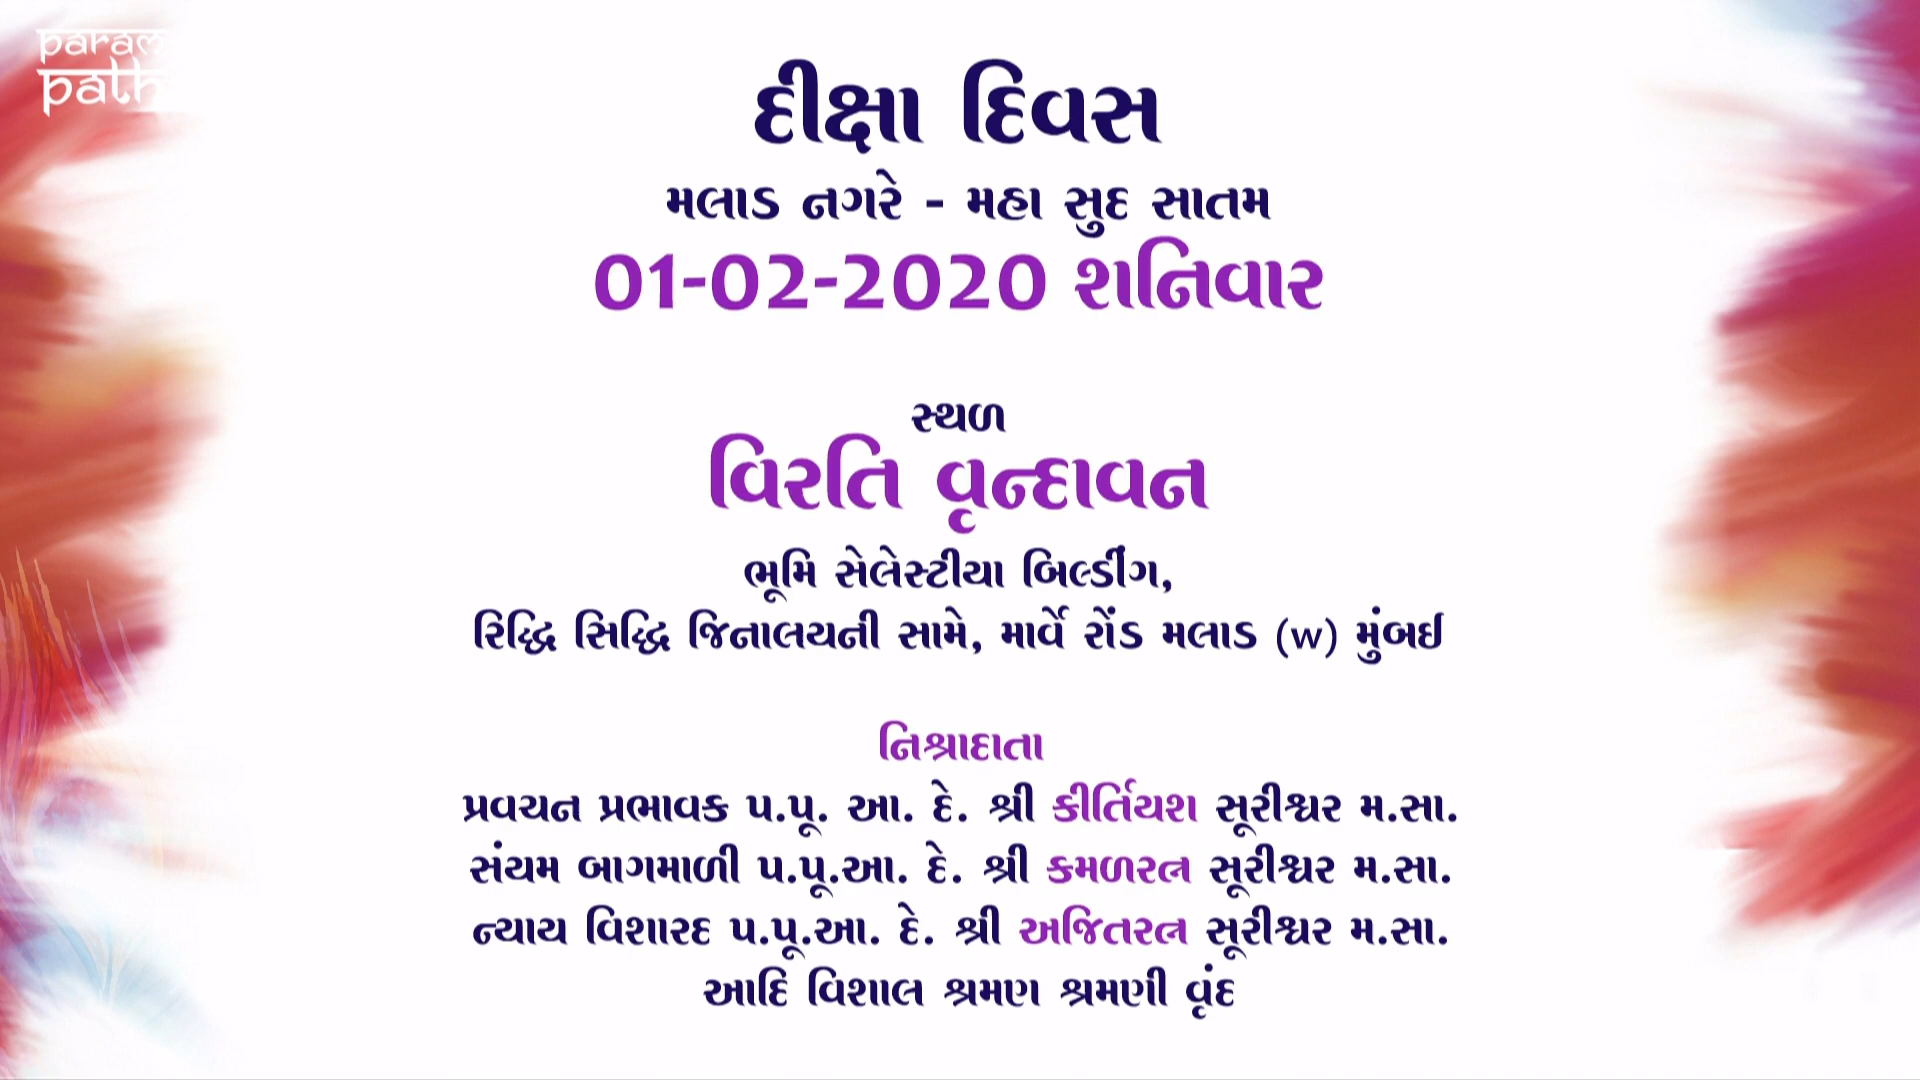 param
path
દીક્ષા દિવસ
મલાડ નગરે - મહા સુદ સાતમ
01-02-2020 શનિવાર
સ્થળ
વિરતિ વૃન્દાવન
ભૂમિ સેલેસ્ટીયા બિલ્ડીંગ,
રિદ્ધિ સિદ્ધિ જિનાલયની સામે, માર્વે રોંડ મલાડ (w) મુંબઈ
નિશ્રાદાતા
પ્રવચન પ્રભાવક પ.પૂ. આ. દે. શ્રી કીર્તિયશ સૂરીશ્વર મ.સા.
સંયમ બાગમાળી પ.પૂ.આ. દે. શ્રી કમળરત્ન સૂરીશ્વર મ.સા.
ન્યાય વિશારદ પ.પૂ.આ. દે. શ્રી અજિતરત્ન સૂરીશ્વર મ.સા.
આદિ વિશાલ શ્રમણ શ્રમણી વૃંદ